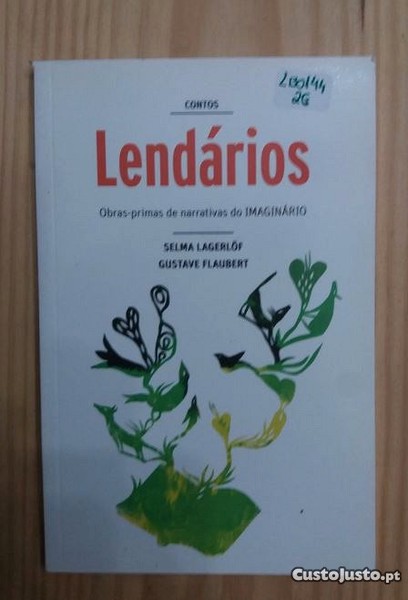 CONTOS
Lendários
Obras-primas de narrativas do IMAGINÁRIO
SELMA LAGERLÖF
GUSTAVE FLAUBERT
CustoJusto.pt